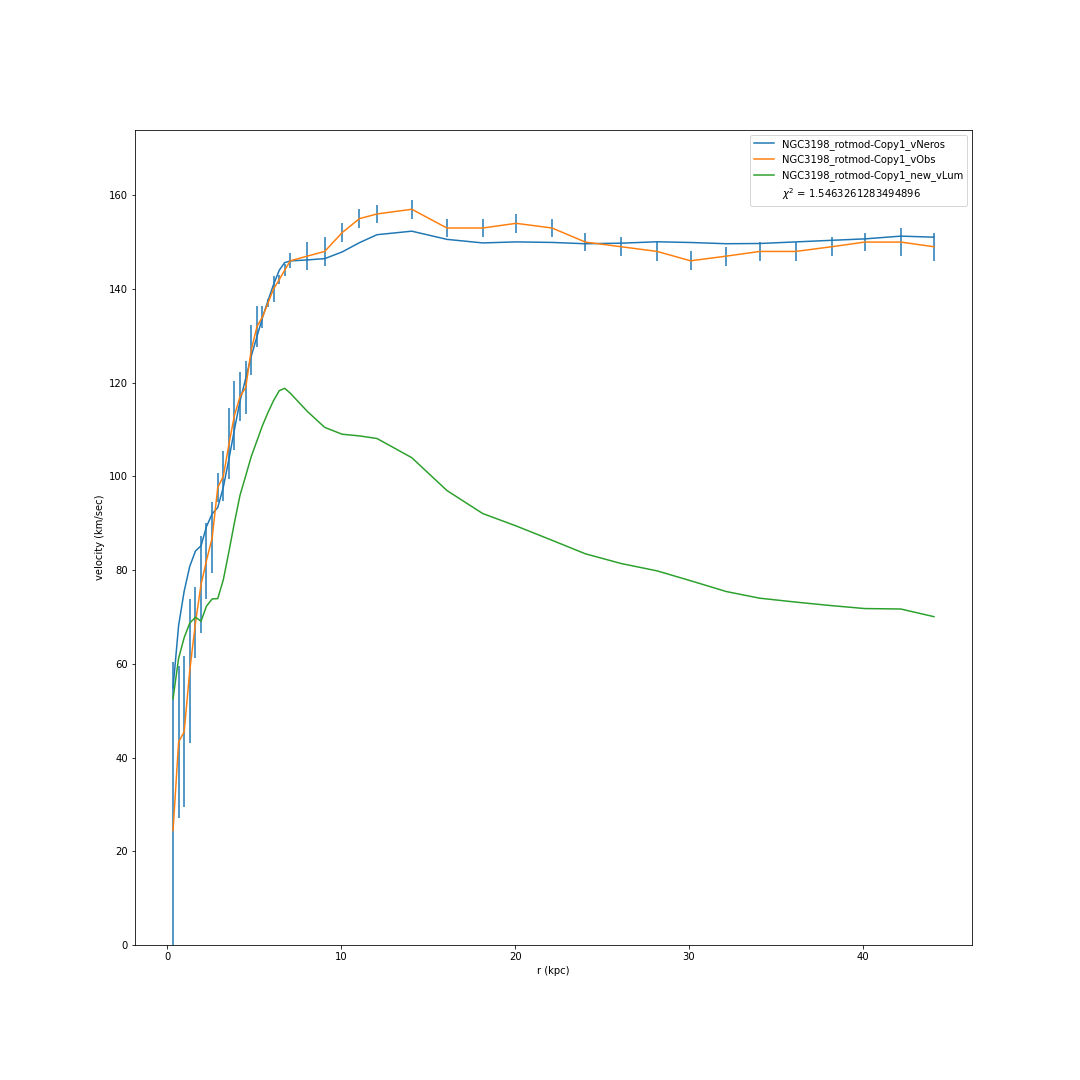 NGC3198_rotmod-Copy1_vNeros
NGC3198_rotmod-Copy1_vObs
NGC3198_rotmod-Copy1_new_vLum
χ² = 1.5463261283494896
160
140
120
100
80
60
40
20
0
velocity (km/sec)
0 10 20 30 40
r (kpc)